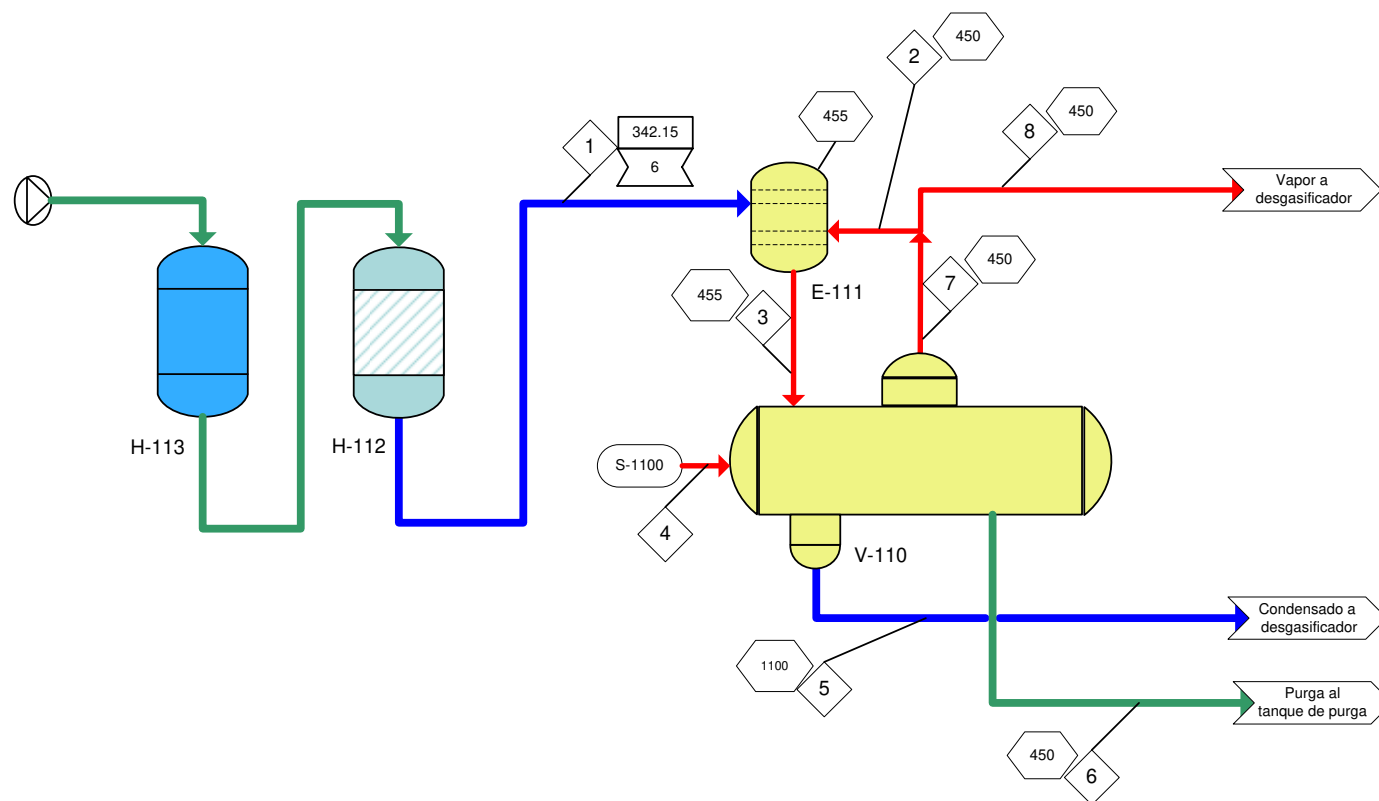 2
450
455
8
450
1
342.15
6
Vapor a
desgasificador
455
3
E-111
7
450
H-113
H-112
S-1100
4
V-110
Condensado a
desgasificador
1100
5
Purga al
tanque de purga
450
6